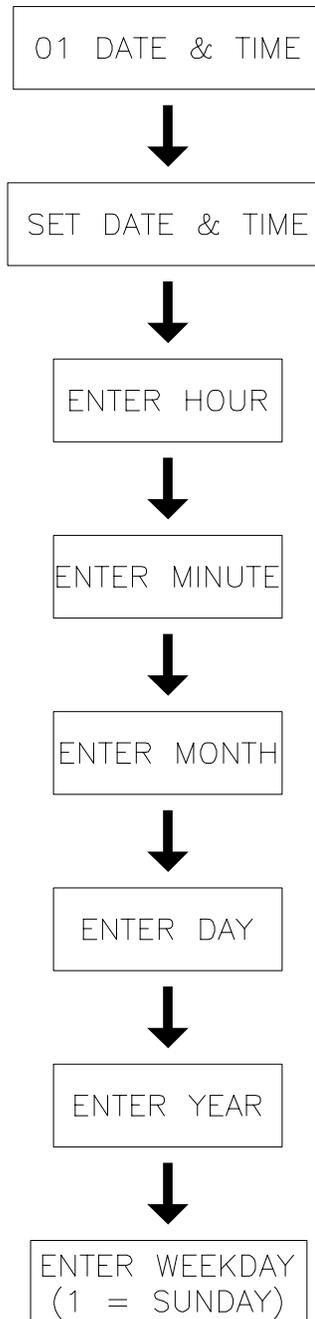 01 DATE & TIME
SET DATE & TIME
ENTER HOUR
ENTER MINUTE
ENTER MONTH
ENTER DAY
ENTER YEAR
ENTER WEEKDAY
(1 = SUNDAY)